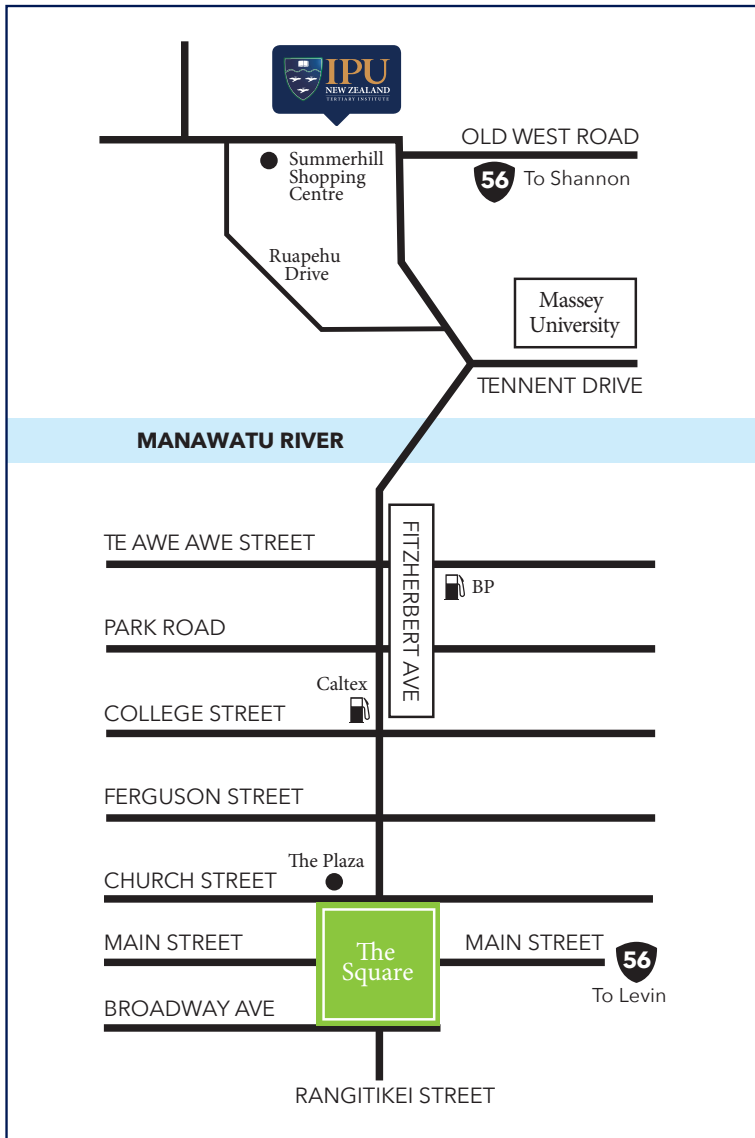 IPU
NEW ZEALAND
TERTIARY INSTITUTE
OLD WEST ROAD
56 To Shannon
Summerhill
Shopping
Centre
Ruapehu
Drive
Massey
University
TENNENT DRIVE
MANAWATU RIVER
FITZHERBERT AVE
TE AWE AWE STREET
BP
PARK ROAD
Caltex
COLLEGE STREET
FERGUSON STREET
The Plaza
CHURCH STREET
MAIN STREET
The
Square
MAIN STREET
56
To Levin
BROADWAY AVE
RANGITIKEI STREET